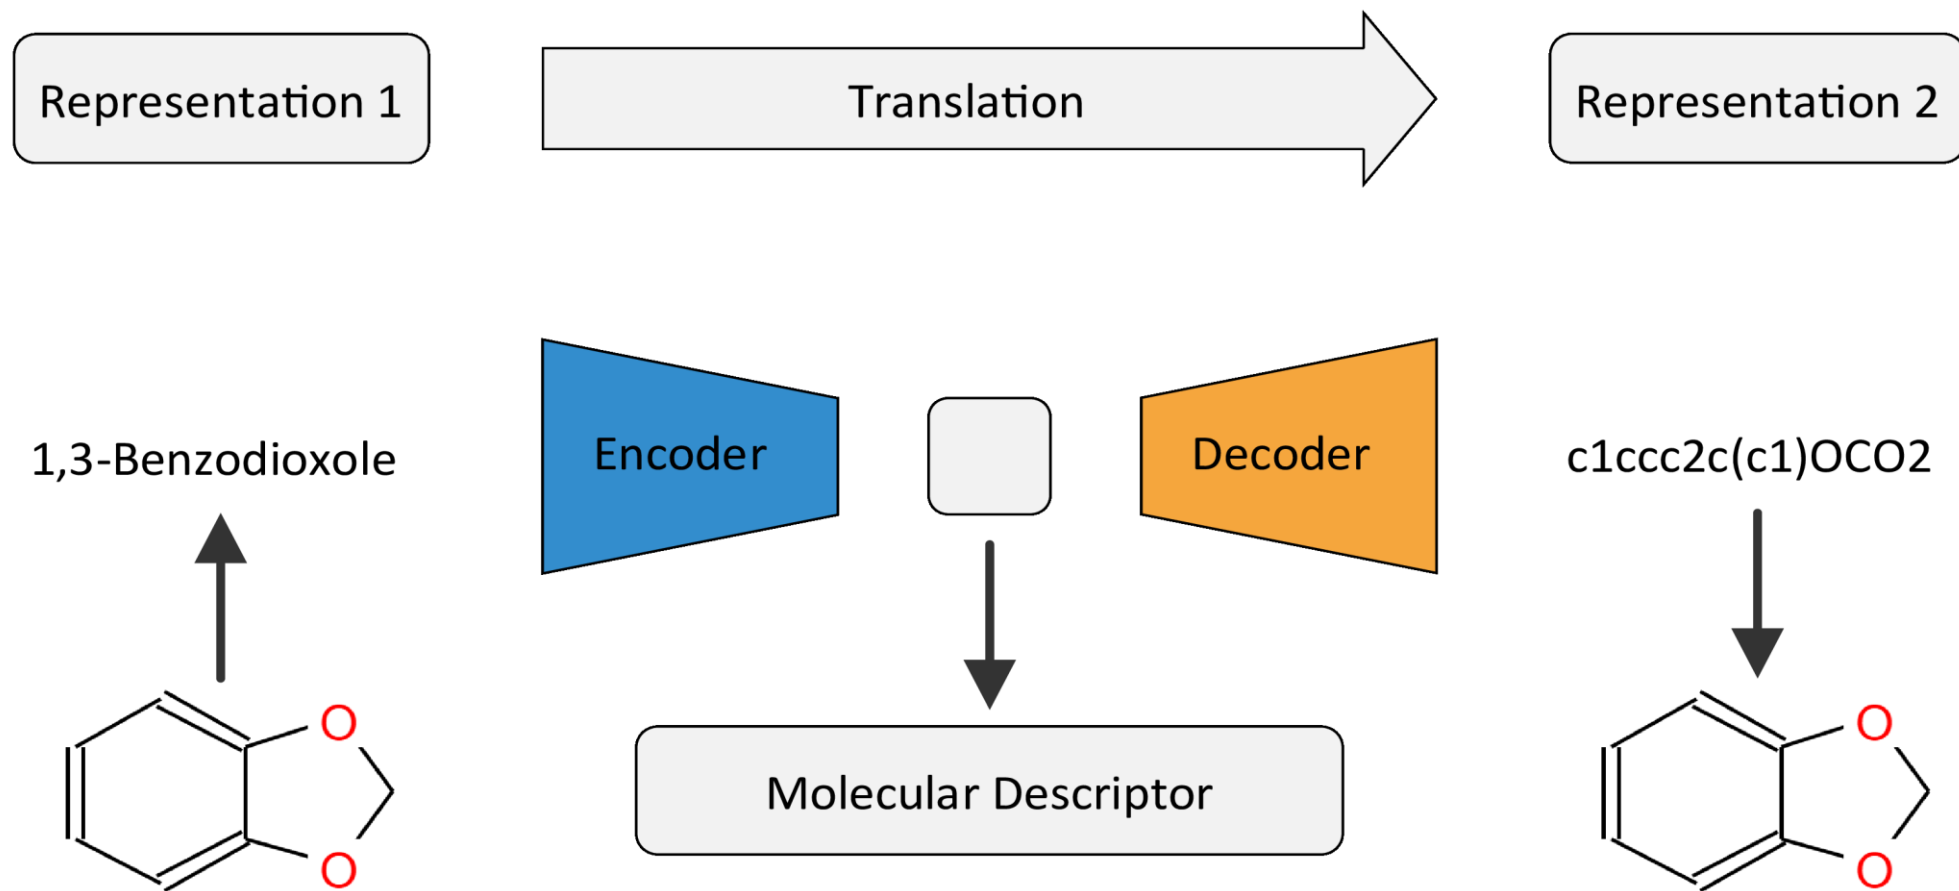 Representation 1
Translation
Representation 2
1,3-Benzodioxole
Encoder
Decoder
c1ccc2c(c1)OCO2
O
O
Molecular Descriptor
O
O